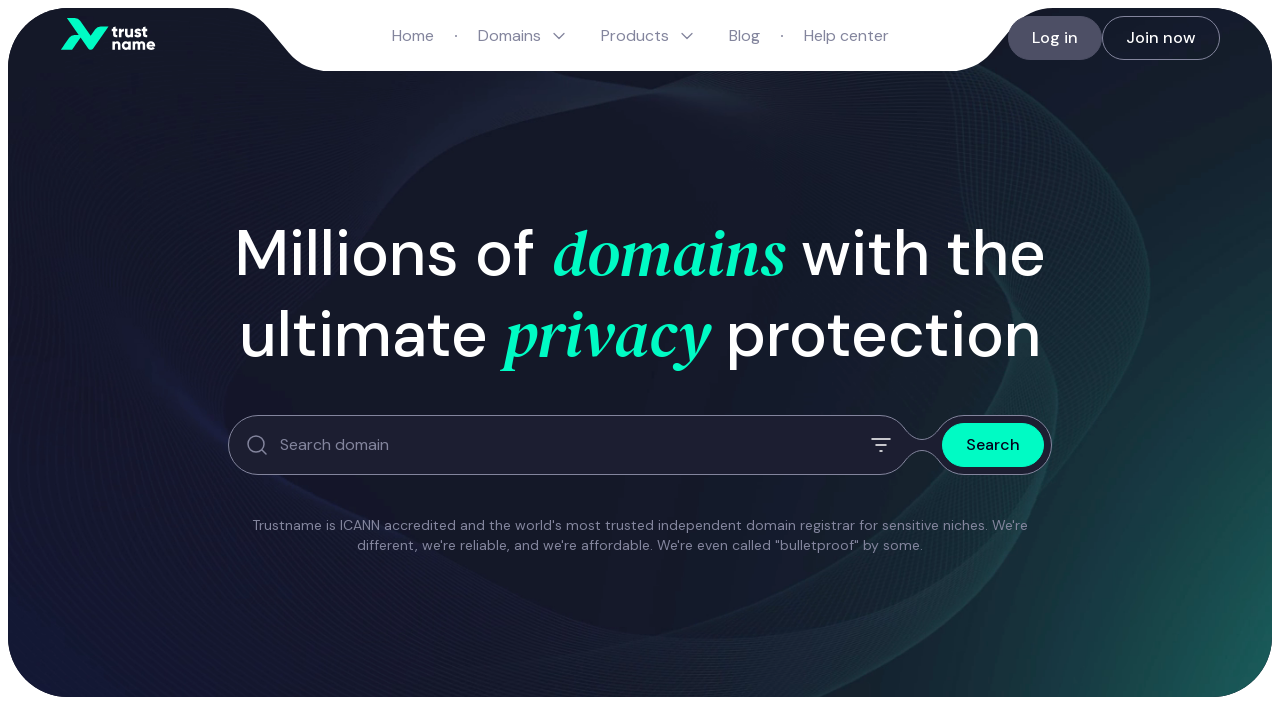 trust
name
Home · Domains Products Blog · Help center
Log in
Join now
Millions of domains with the
ultimate privacy protection
Search domain
Search
Trustname is ICANN accredited and the world's most trusted independent domain registrar for sensitive niches. We're
different, we're reliable, and we're affordable. We're even called "bulletproof" by some.